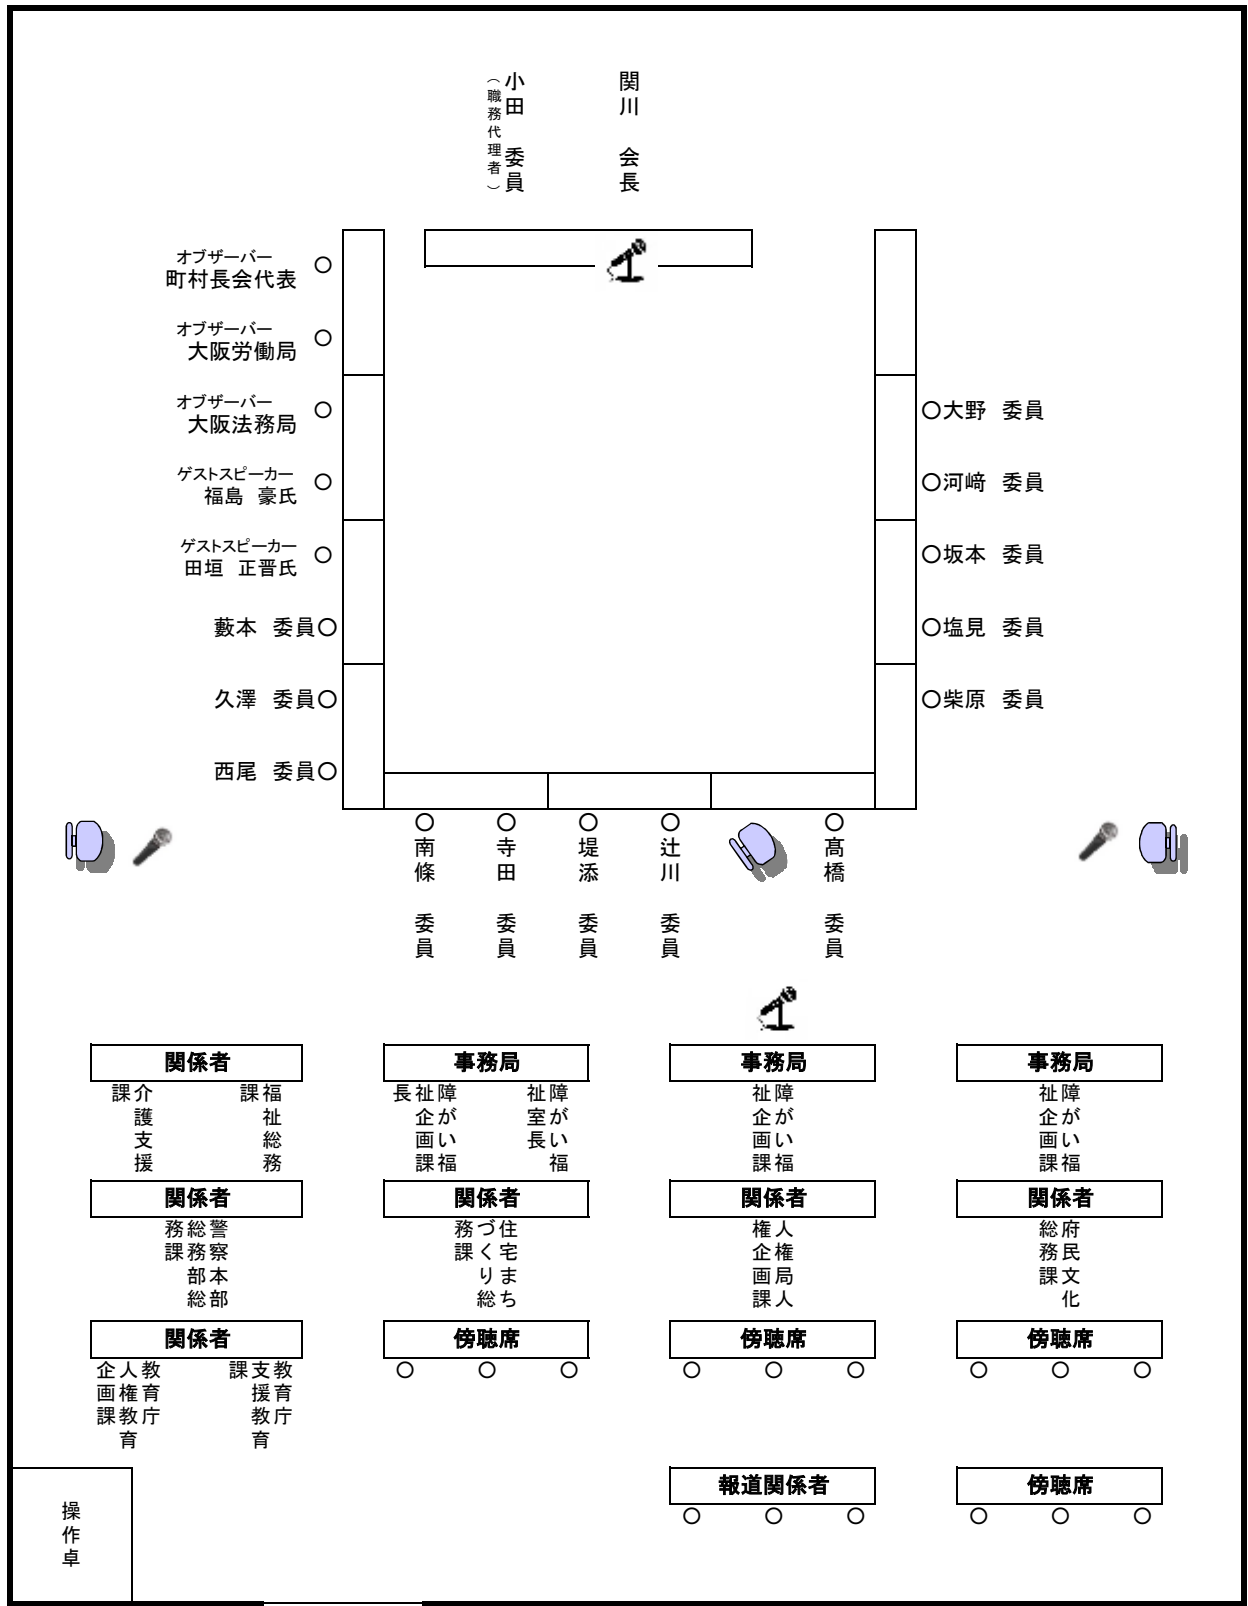 関川　会長
小田　委員
（職務代理者）
オブザーバー
町村長会代表
オブザーバー
大阪労働局
オブザーバー
大阪法務局
ゲストスピーカー
福島　豪氏
ゲストスピーカー
田垣　正晋氏
藪本　委員
久澤　委員
西尾　委員
大野　委員
河﨑　委員
坂本　委員
塩見　委員
柴原　委員
南條　委員
寺田　委員
堤添　委員
辻川　委員
髙橋　委員
関係者
事務局
事務局
事務局
福祉総務
課
介護支援
課
障がい福
祉室長
障がい福
祉企画課
長
障がい福
祉企画課
障がい福
祉企画課
関係者
関係者
関係者
関係者
警察本部
総務部総
務課
住宅まち
づくり総
務課
人権局人
権企画課
府民文化
総務課
関係者
傍聴席
傍聴席
傍聴席
教育庁
支援教育
課
教育庁
人権教育
企画課
報道関係者
傍聴席
操作卓